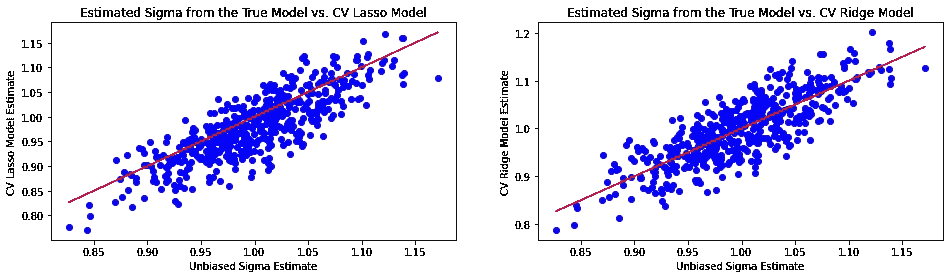 Estimated Sigma from the True Model vs. CV Lasso Model
CV Lasso Model Estimate
1.15
1.10
1.05
1.00
0.95
0.90
0.85
0.80
0.85 0.90 0.95 1.00 1.05 1.10 1.15
Unbiased Sigma Estimate
Estimated Sigma from the True Model vs. CV Ridge Model
CV Ridge Model Estimate
1.2
1.1
1.0
0.9
0.8
0.85 0.90 0.95 1.00 1.05 1.10 1.15
Unbiased Sigma Estimate